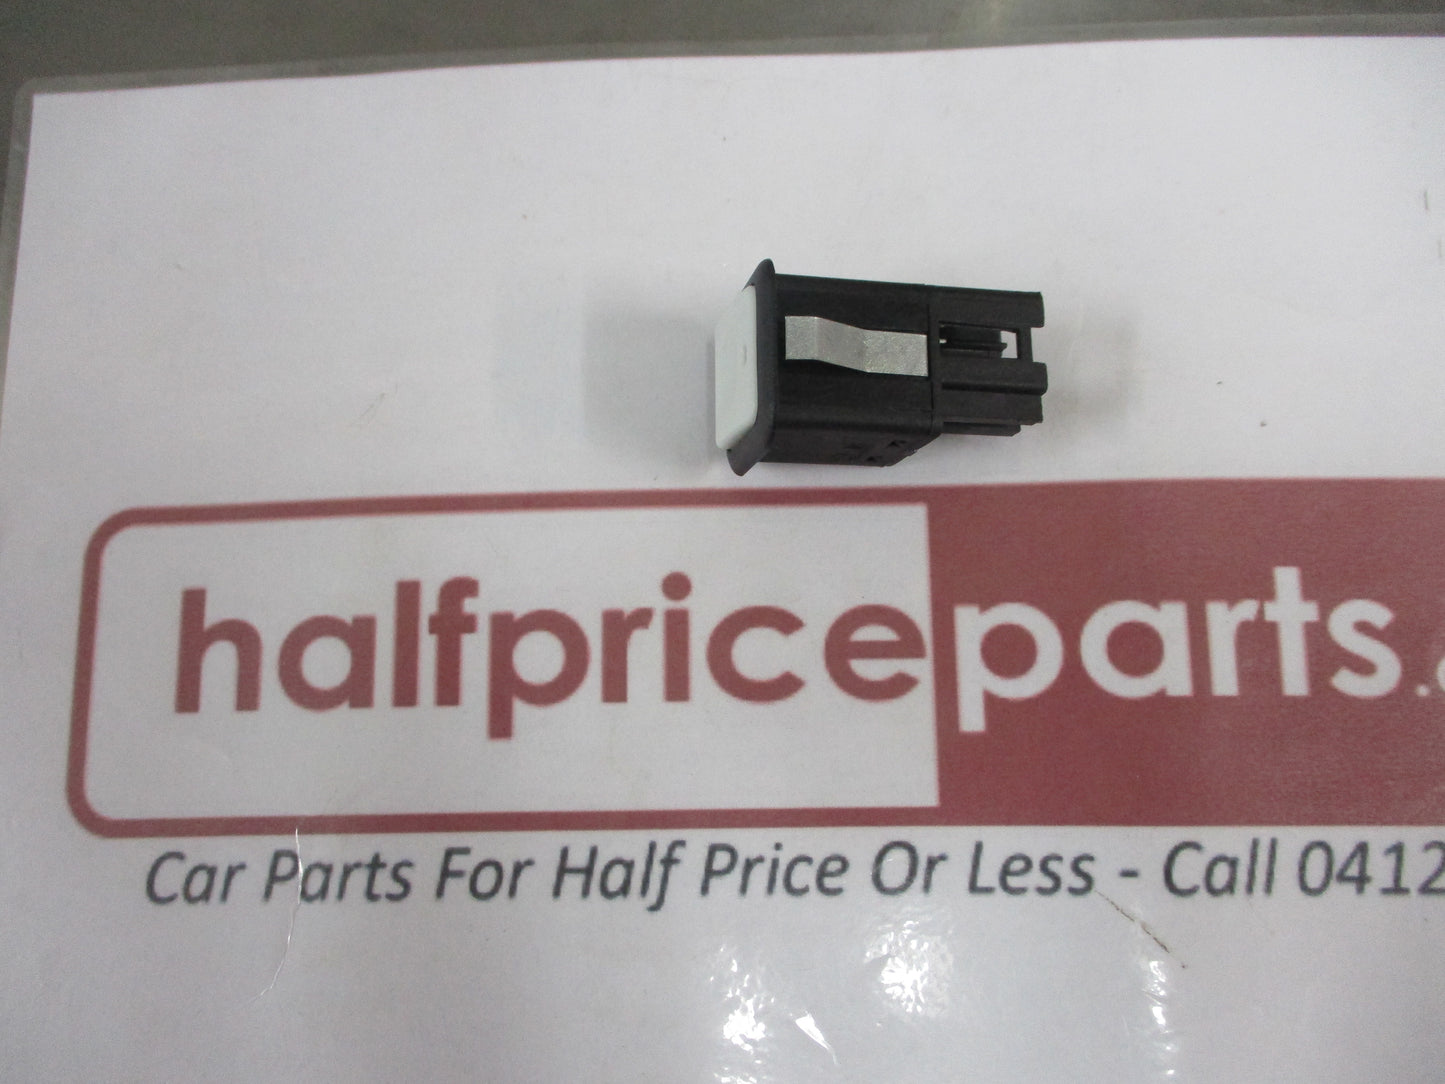 halfpriceparts.
Car Parts For Half Price Or Less - Call 0412